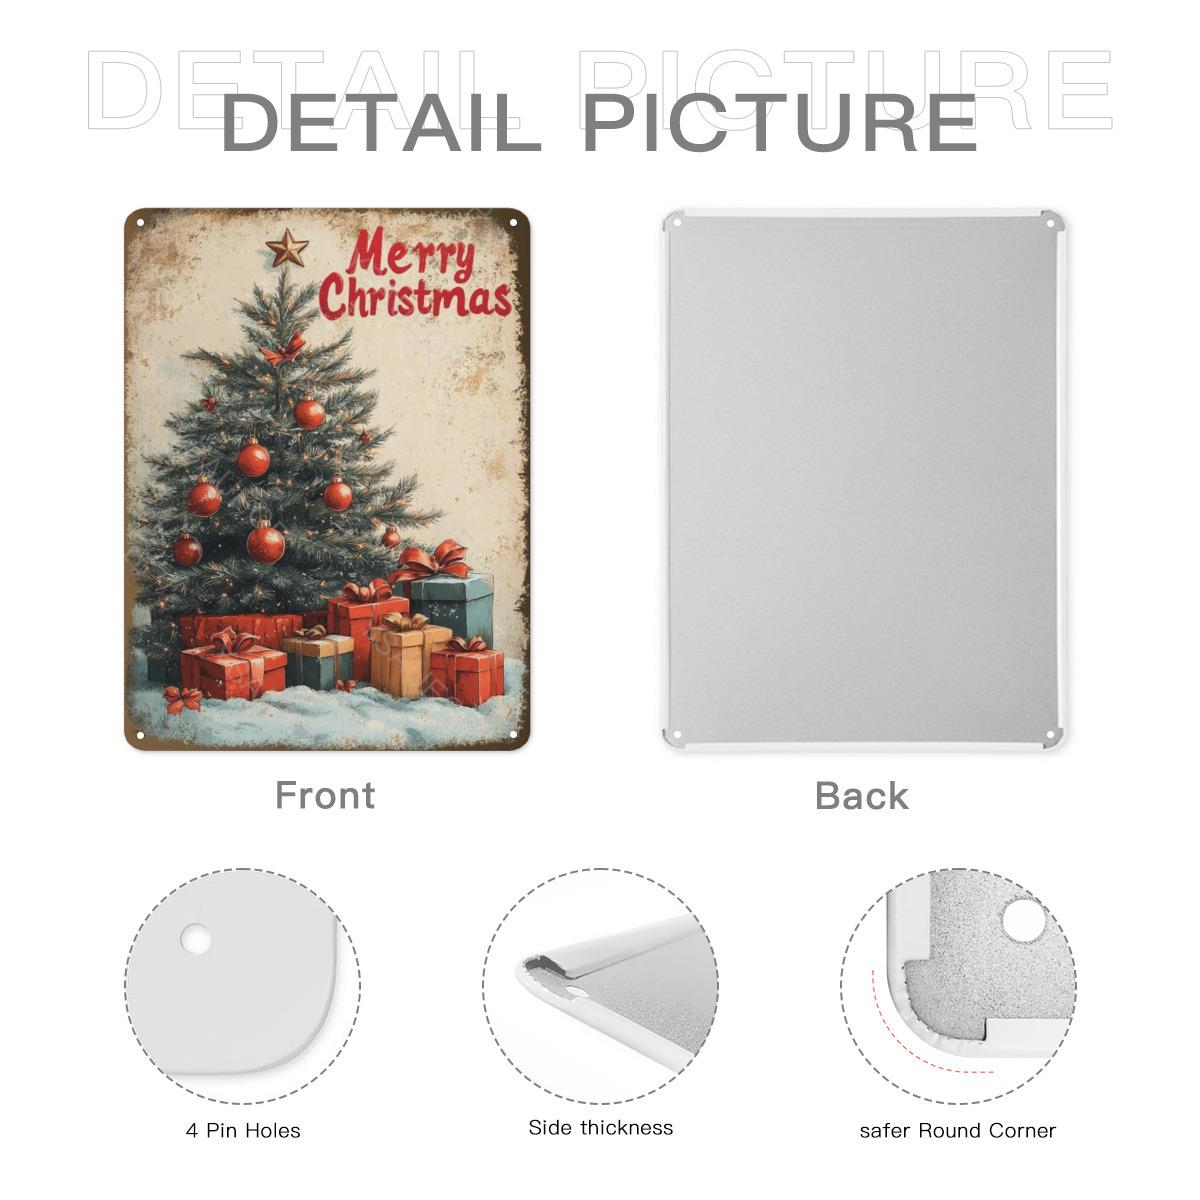 DETAIL PICTURE
DETAIL PICTURE
Merry
Christmas
Front
Back
4 Pin Holes
Side thickness
safer Round Corner